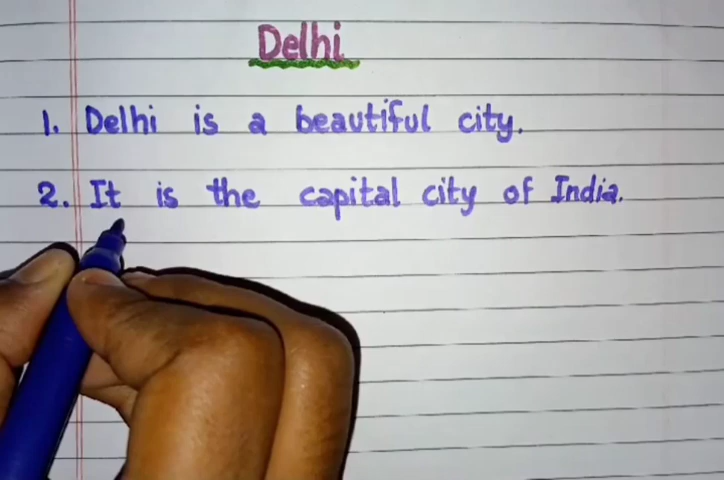 Delhi
1. Delhi is a beautiful city.
2. It is the capital city of India.